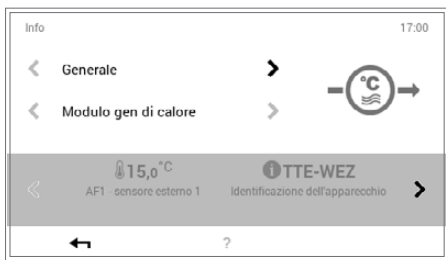 Info 17:00
Generale
°C
Modulo gen di calore
15,0°C TTE-WEZ
AF1 - sensore esterno 1 Identificazione dell'apparecchio
?